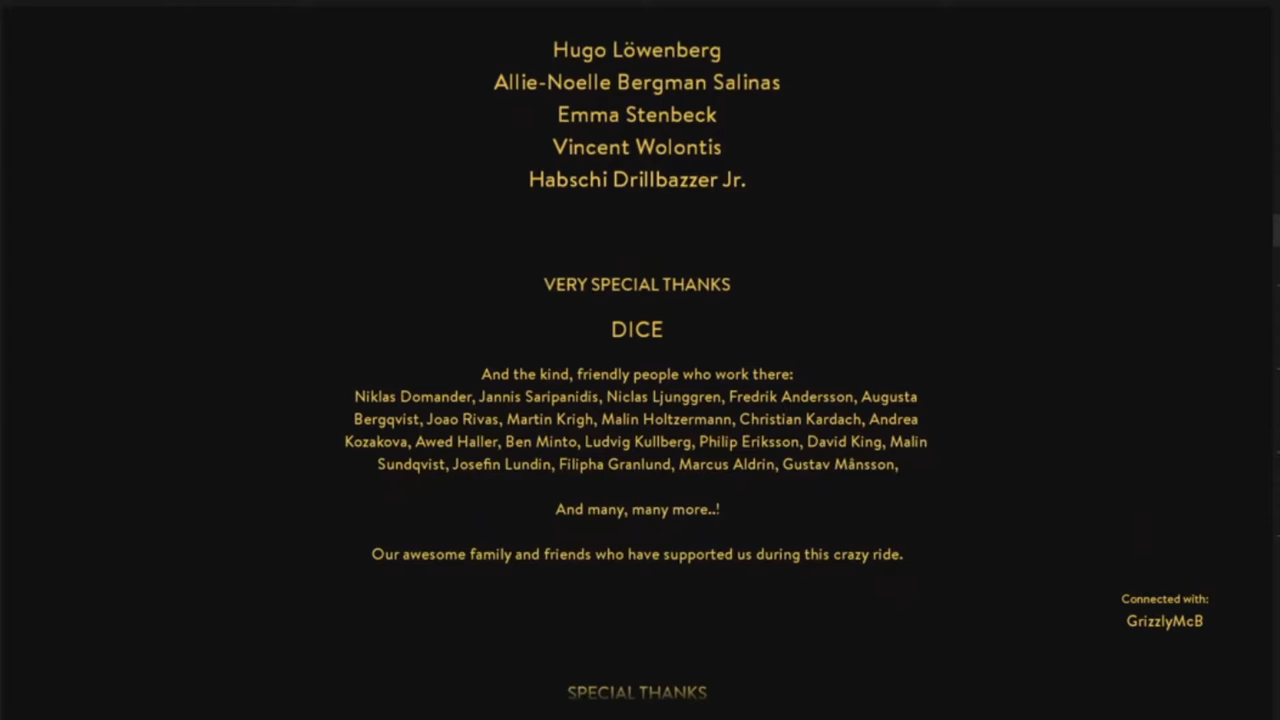 Hugo Löwenberg
Allie-Noelle Bergman Salinas
Emma Stenbeck
Vincent Wolontis
Habschi Drillbazzer Jr.
VERY SPECIAL THANKS
DICE
And the kind, friendly people who work there:
Niklas Domander, Jannis Saripanidis, Niclas Ljunggren, Fredrik Andersson, Augusta
Bergqvist, Joao Rivas, Martin Krigh, Malin Holtzermann, Christian Kardach, Andrea
Kozakova, Awed Haller, Ben Minto, Ludvig Kullberg, Philip Eriksson, David King, Malin
Sundqvist, Josefin Lundin, Filipha Granlund, Marcus Aldrin, Gustav Månsson,
And many, many more..!
Our awesome family and friends who have supported us during this crazy ride.
Connected with:
GrizzlyMcB
SPECIAL THANKS